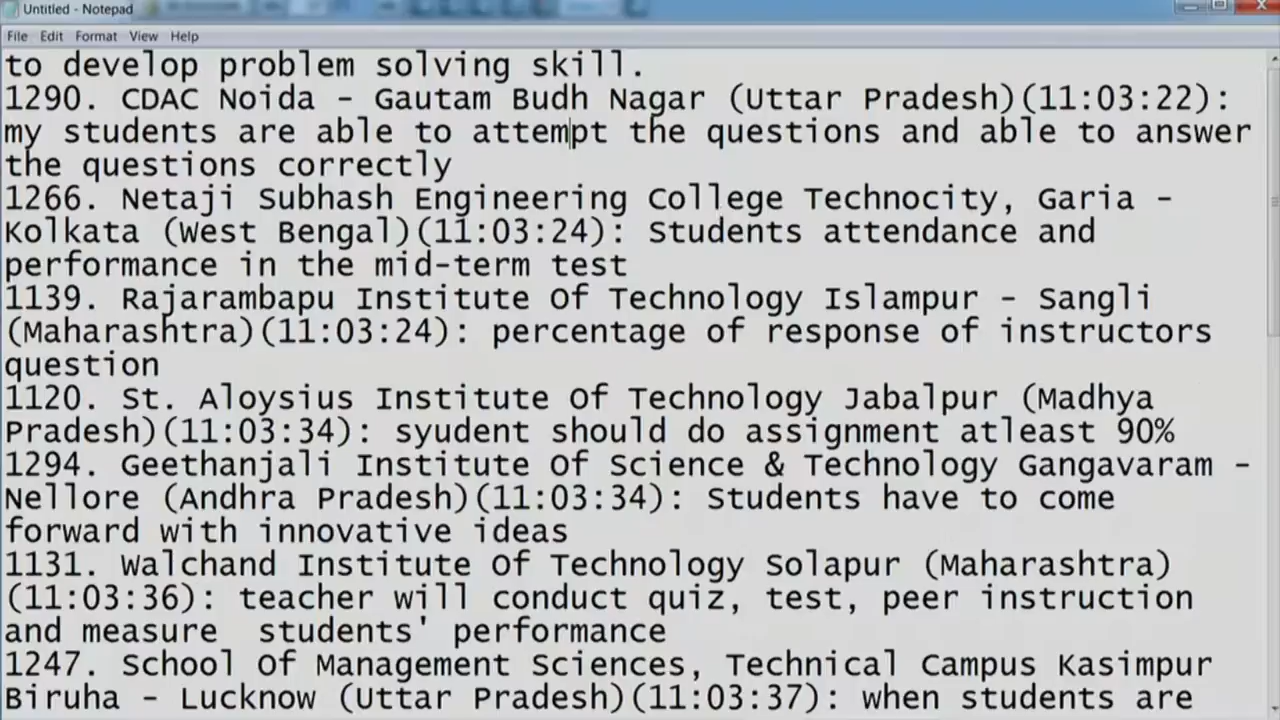 Untitled - Notepad
File Edit Format View Help
to develop problem solving skill.
1290. CDAC Noida - Gautam Budh Nagar (Uttar Pradesh)(11:03:22):
my students are able to attempt the questions and able to answer
the questions correctly
1266. Netaji Subhash Engineering College Technocity, Garia -
Kolkata (West Bengal)(11:03:24): Students attendance and
performance in the mid-term test
1139. Rajarambapu Institute Of Technology Islampur - Sangli
(Maharashtra)(11:03:24): percentage of response of instructors
question
1120. St. Aloysius Institute Of Technology Jabalpur (Madhya
Pradesh)(11:03:34): syudent should do assignment atleast 90%
1294. Geethanjali Institute Of Science & Technology Gangavaram -
Nellore (Andhra Pradesh)(11:03:34): Students have to come
forward with innovative ideas
1131. Walchand Institute Of Technology Solapur (Maharashtra)
(11:03:36): teacher will conduct quiz, test, peer instruction
and measure  students' performance
1247. School Of Management Sciences, Technical Campus Kasimpur
Biruha - Lucknow (Uttar Pradesh)(11:03:37): when students are